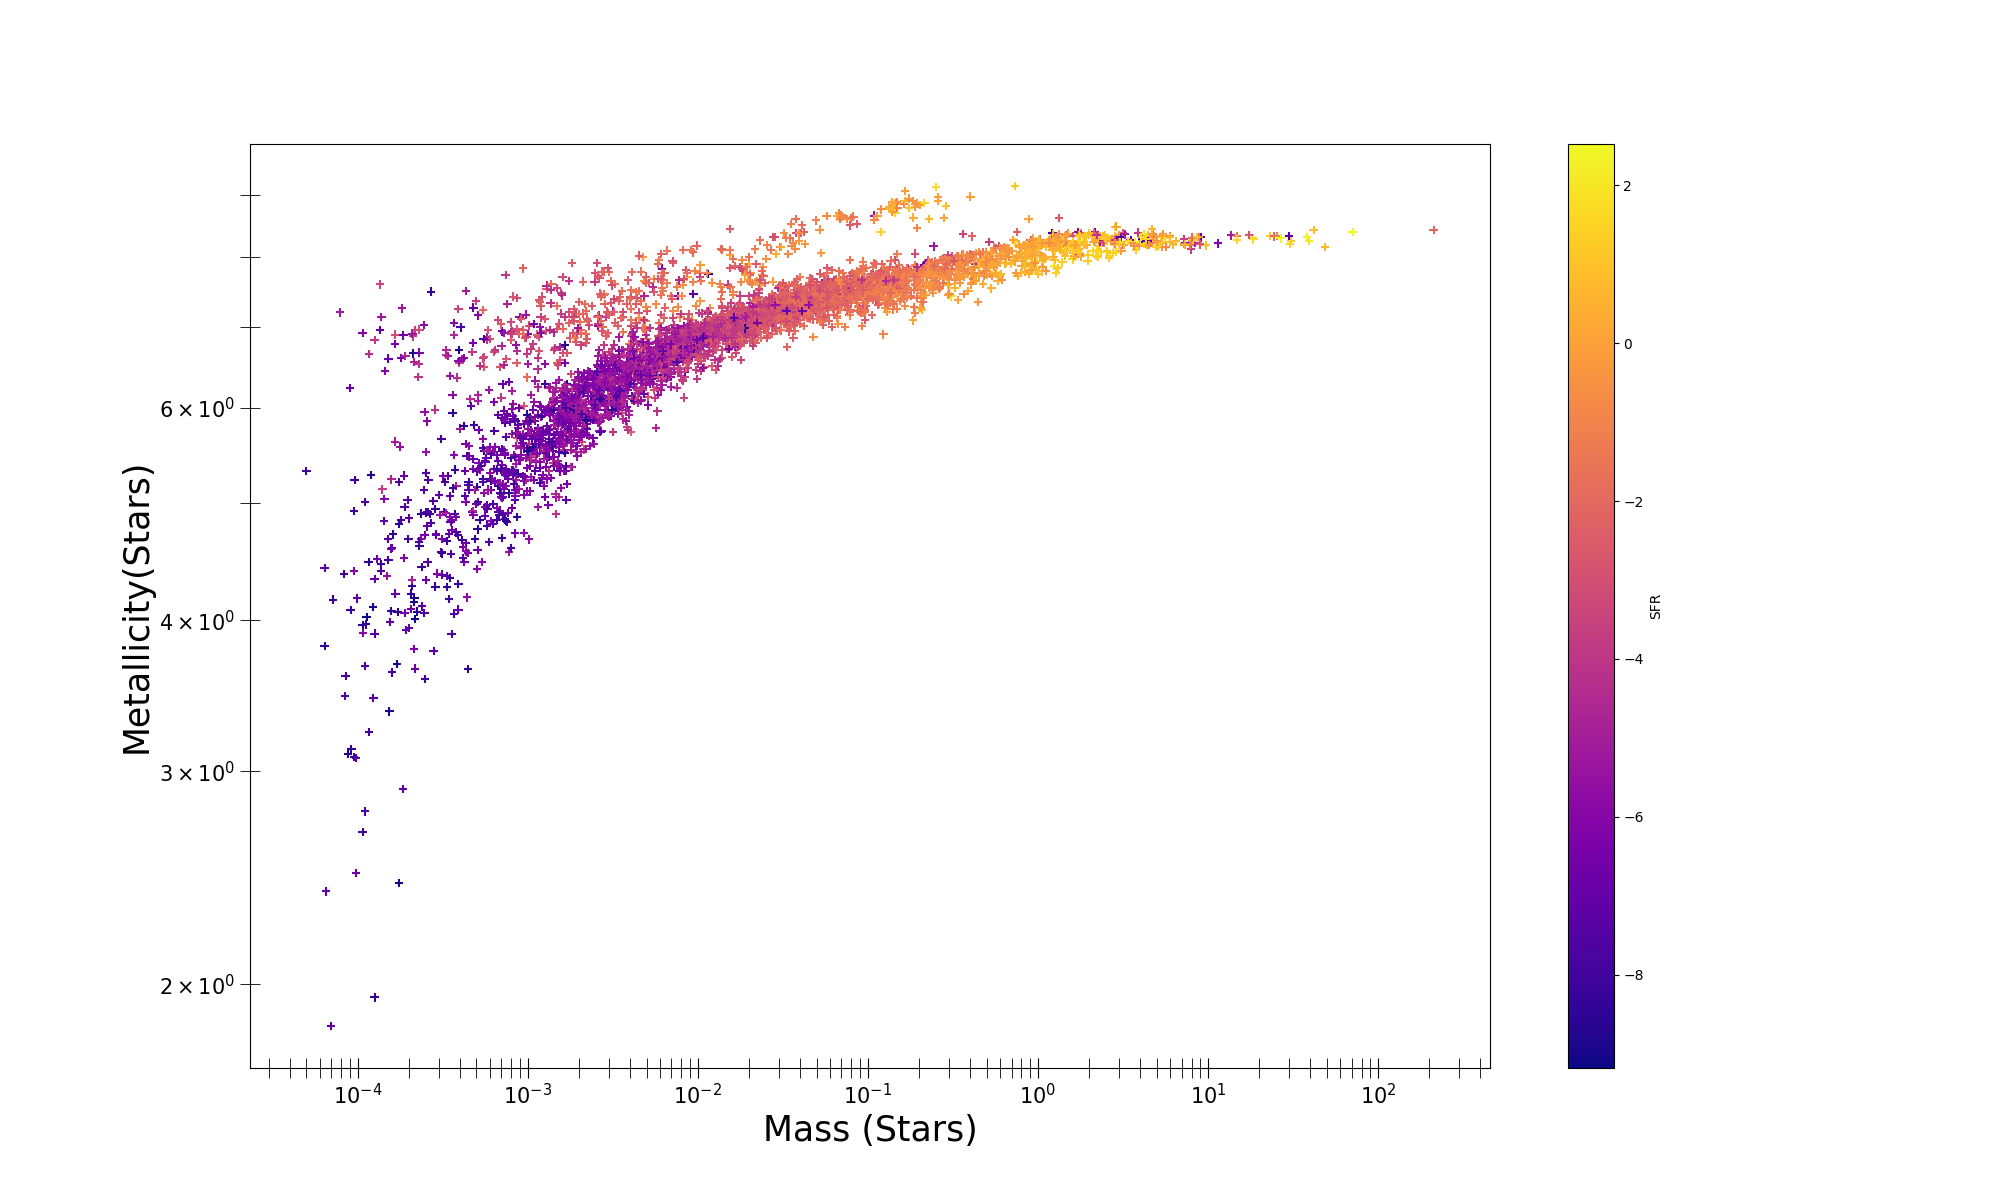 6 × 10⁰
4 × 10⁰
3 × 10⁰
2 × 10⁰
Metallicity(Stars)
10⁻⁴ 10⁻³ 10⁻² 10⁻¹ 10⁰ 10¹ 10²
Mass (Stars)
2
0
−2
−4
−6
−8
SFR